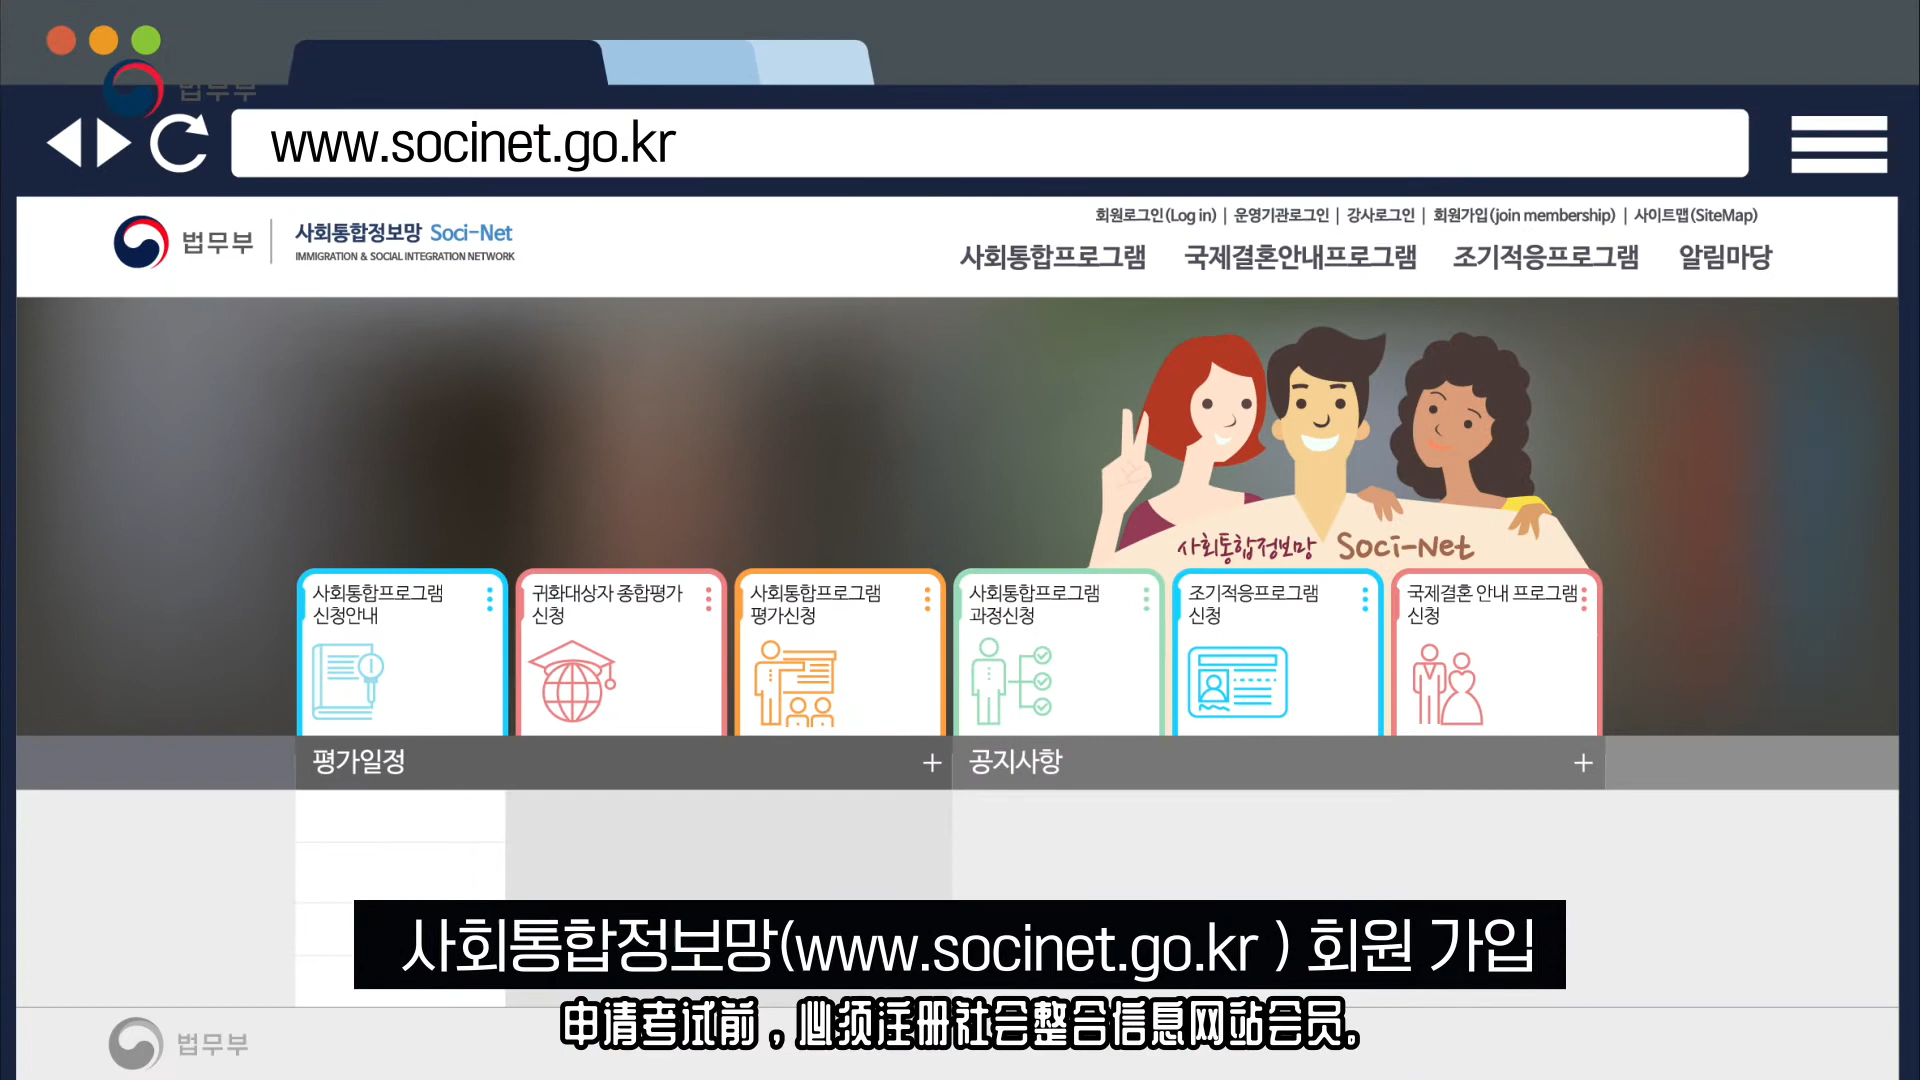 법무부
www.socinet.go.kr
법무부
사회통합정보망 Soci-Net
IMMIGRATION & SOCIAL INTEGRATION NETWORK
회원로그인(Log in) | 운영기관로그인 | 강사로그인 | 회원가입(join membership) | 사이트맵(SiteMap)
사회통합프로그램 국제결혼안내프로그램 조기적응프로그램 알림마당
사회통합정보망 Soci-Net
사회통합프로그램
신청안내
귀화대상자 종합평가
신청
사회통합프로그램
평가신청
사회통합프로그램
과정신청
조기적응프로그램
신청
국제결혼 안내 프로그램
신청
평가일정 +
공지사항 +
사회통합정보망(www.socinet.go.kr ) 회원 가입
申请考试前，必须注册社会整合信息网站会员。
법무부